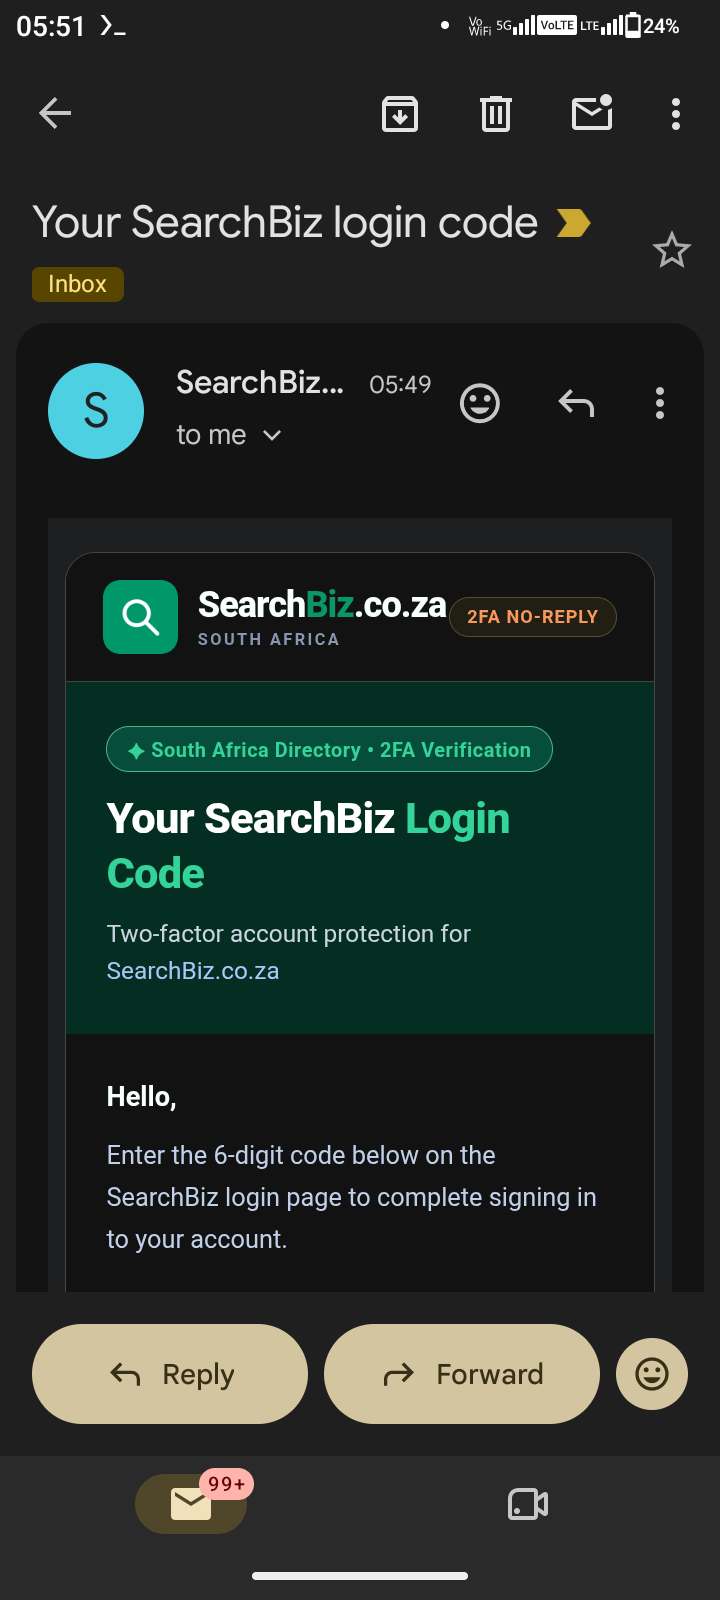 05:51
Vo WiFi 5G VoLTE LTE 24%
Your SearchBiz login code
Inbox
S
SearchBiz... 05:49
to me
SearchBiz.co.za
SOUTH AFRICA
2FA NO-REPLY
✦ South Africa Directory • 2FA Verification
Your SearchBiz Login
Code
Two-factor account protection for
SearchBiz.co.za
Hello,
Enter the 6-digit code below on the
SearchBiz login page to complete signing in
to your account.
Reply Forward
99+